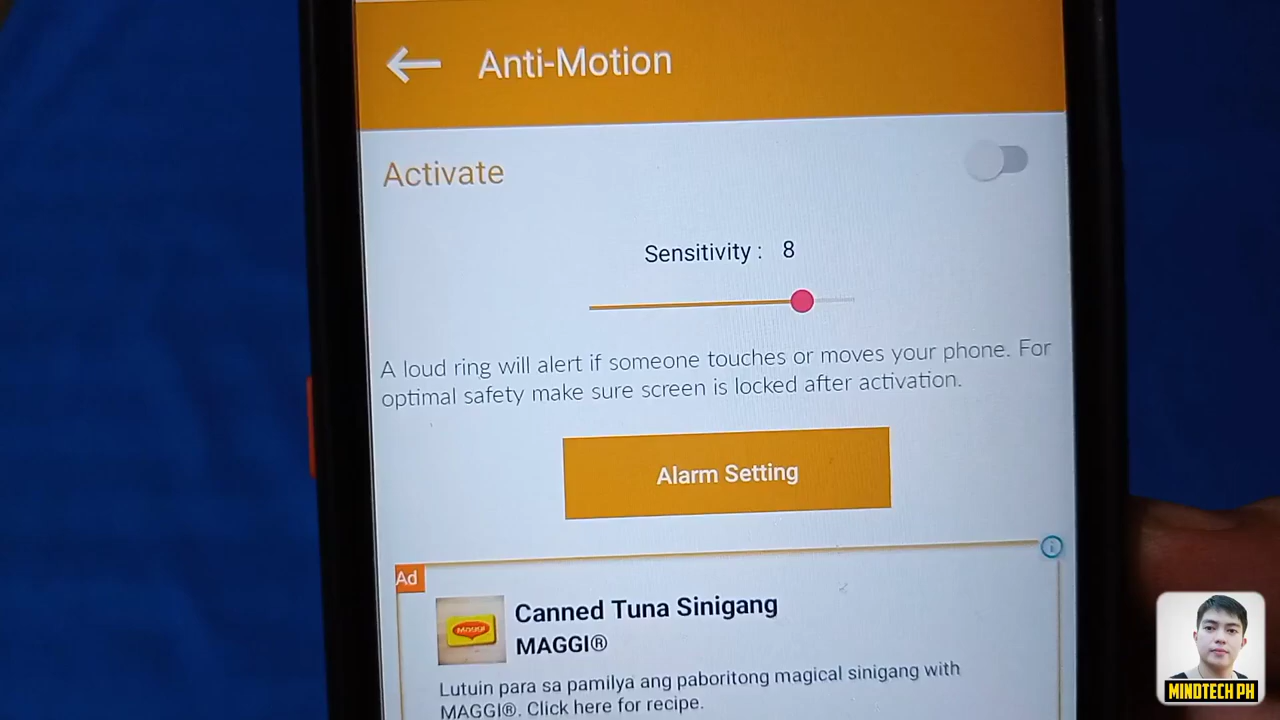 Anti-Motion
Activate
Sensitivity : 8
A loud ring will alert if someone touches or moves your phone. For
optimal safety make sure screen is locked after activation.
Alarm Setting
Ad
Canned Tuna Sinigang
MAGGI
MAGGI®
Lutuin para sa pamilya ang paboritong magical sinigang with
MAGGI®. Click here for recipe.
MINDTECH PH